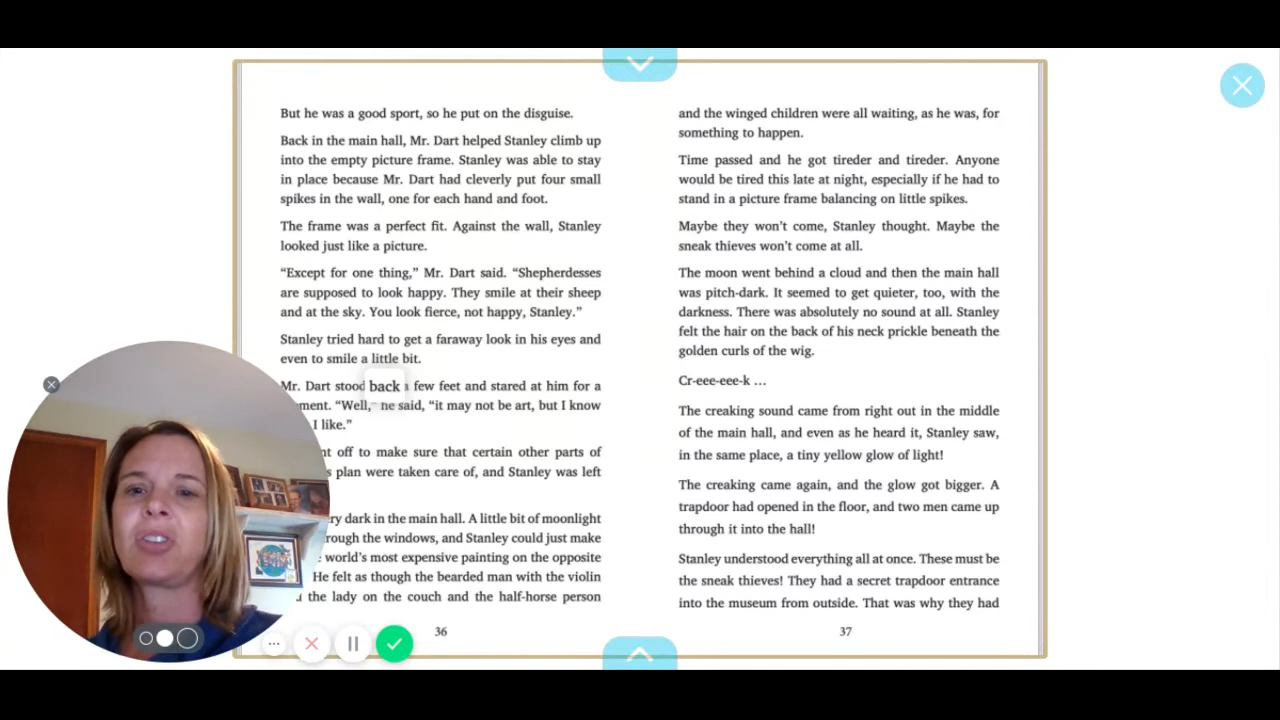 But he was a good sport, so he put on the disguise.
Back in the main hall, Mr. Dart helped Stanley climb up
into the empty picture frame. Stanley was able to stay
in place because Mr. Dart had cleverly put four small
spikes in the wall, one for each hand and foot.
The frame was a perfect fit. Against the wall, Stanley
looked just like a picture.
“Except for one thing,” Mr. Dart said. “Shepherdesses
are supposed to look happy. They smile at their sheep
and at the sky. You look fierce, not happy, Stanley.”
Stanley tried hard to get a faraway look in his eyes and
even to smile a little bit.
Mr. Dart stood back a few feet and stared at him for a
“Well,” he said, “it may not be art, but I know
I like.”
off to make sure that certain other parts of
plan were taken care of, and Stanley was left
dark in the main hall. A little bit of moonlight
the windows, and Stanley could just make
world’s most expensive painting on the opposite
He felt as though the bearded man with the violin
the lady on the couch and the half-horse person
36
and the winged children were all waiting, as he was, for
something to happen.
Time passed and he got tireder and tireder. Anyone
would be tired this late at night, especially if he had to
stand in a picture frame balancing on little spikes.
Maybe they won’t come, Stanley thought. Maybe the
sneak thieves won’t come at all.
The moon went behind a cloud and then the main hall
was pitch-dark. It seemed to get quieter, too, with the
darkness. There was absolutely no sound at all. Stanley
felt the hair on the back of his neck prickle beneath the
golden curls of the wig.
Cr-eee-eee-k ...
The creaking sound came from right out in the middle
of the main hall, and even as he heard it, Stanley saw,
in the same place, a tiny yellow glow of light!
The creaking came again, and the glow got bigger. A
trapdoor had opened in the floor, and two men came up
through it into the hall!
Stanley understood everything all at once. These must be
the sneak thieves! They had a secret trapdoor entrance
into the museum from outside. That was why they had
37